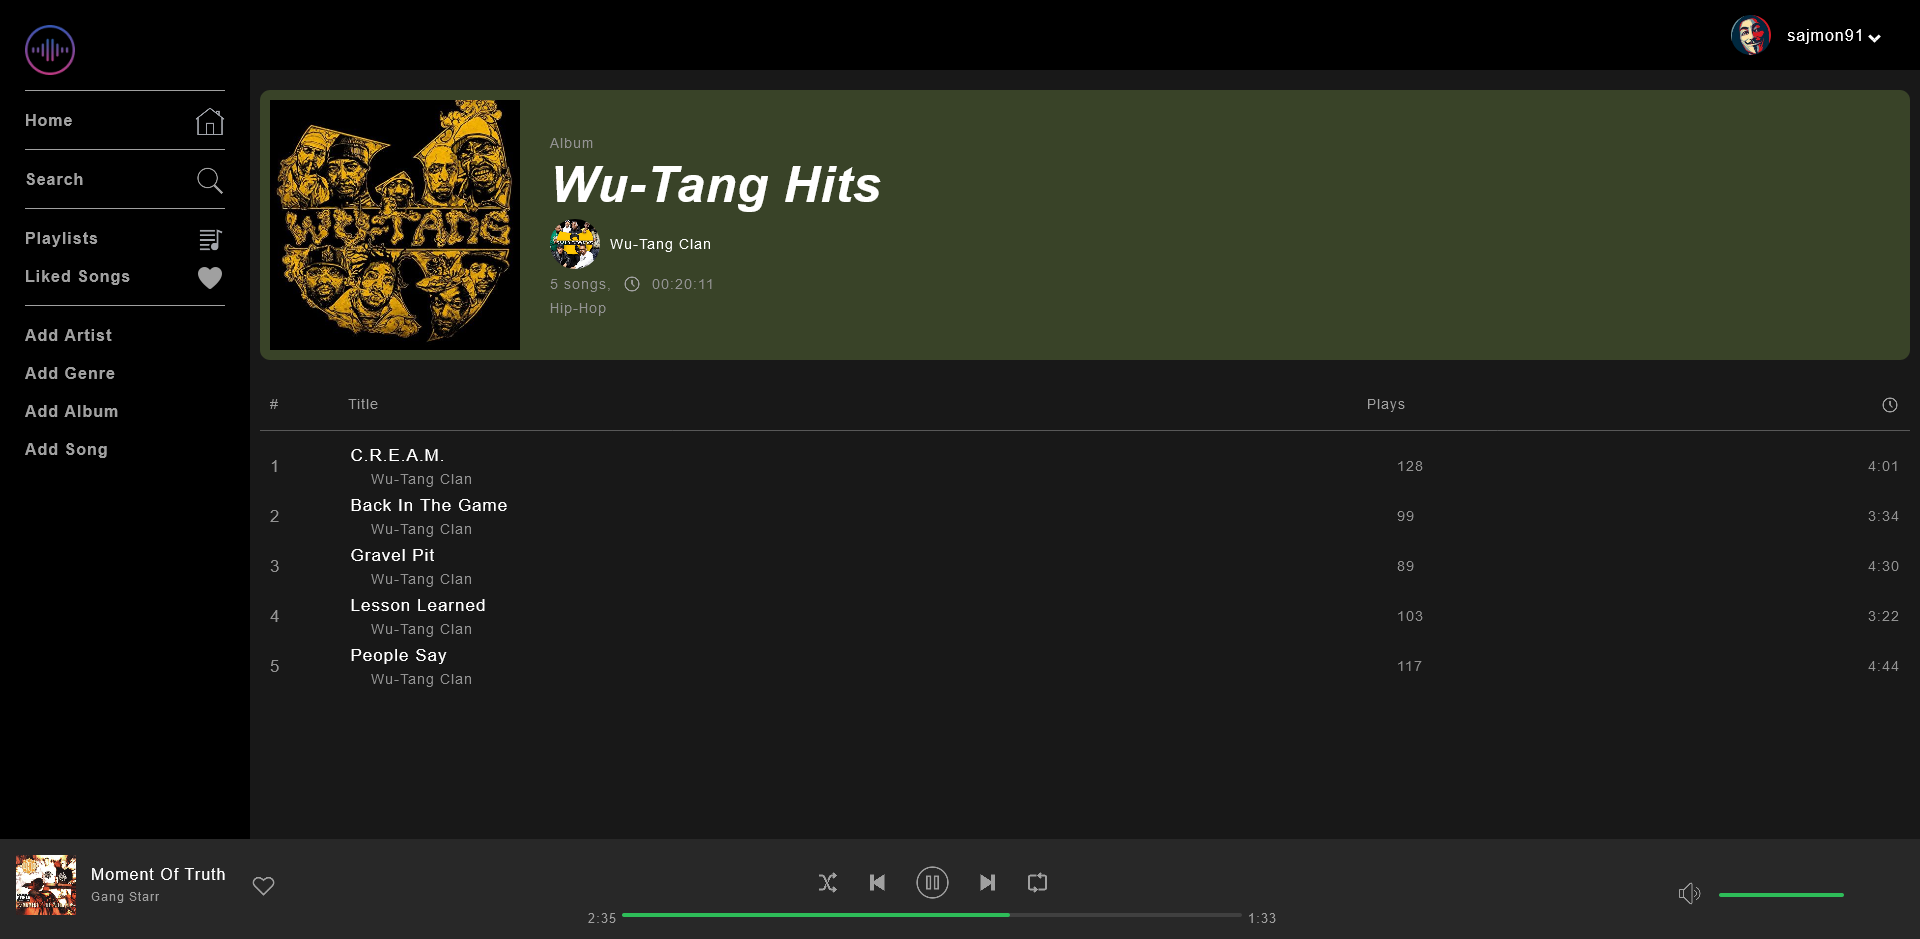 sajmon91
Home
Search
Playlists
Liked Songs
Add Artist
Add Genre
Add Album
Add Song
WU-TANG
Album
Wu-Tang Hits
Wu-Tang Clan
5 songs, 00:20:11
Hip-Hop
# Title Plays
1 C.R.E.A.M. 128 4:01
Wu-Tang Clan
2 Back In The Game 99 3:34
Wu-Tang Clan
3 Gravel Pit 89 4:30
Wu-Tang Clan
4 Lesson Learned 103 3:22
Wu-Tang Clan
5 People Say 117 4:44
Wu-Tang Clan
Moment Of Truth
Gang Starr
2:35 1:33